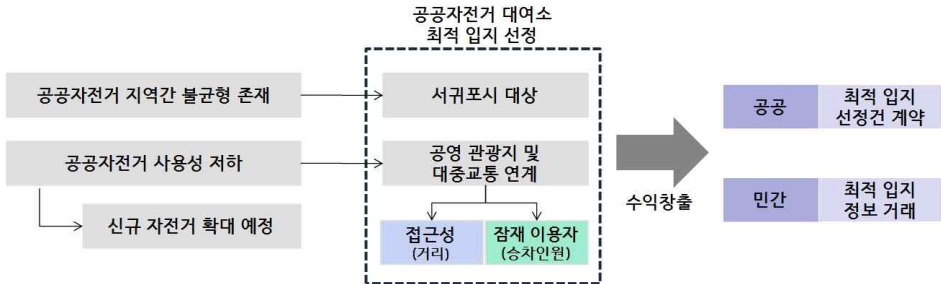 공공자전거 대여소
최적 입지 선정
공공자전거 지역간 불균형 존재
서귀포시 대상
공공자전거 사용성 저하
공영 관광지 및
대중교통 연계
신규 자전거 확대 예정
접근성
(거리)
잠재 이용자
(승차인원)
수익창출
공공
최적 입지
선정건 계약
민간
최적 입지
정보 거래